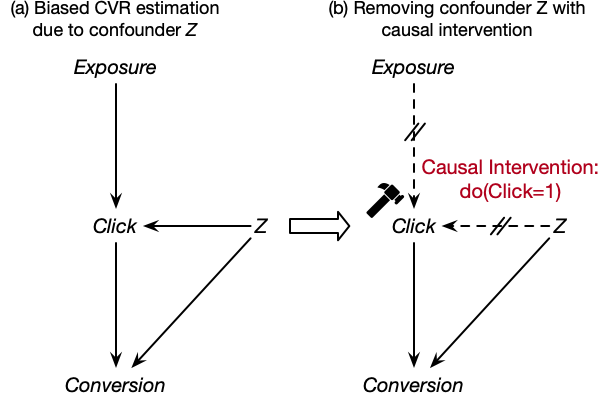 (a) Biased CVR estimation
due to confounder Z
Exposure
Click
Z
Conversion
(b) Removing confounder Z with
causal intervention
Exposure
Causal Intervention:
do(Click=1)
Click
Z
Conversion